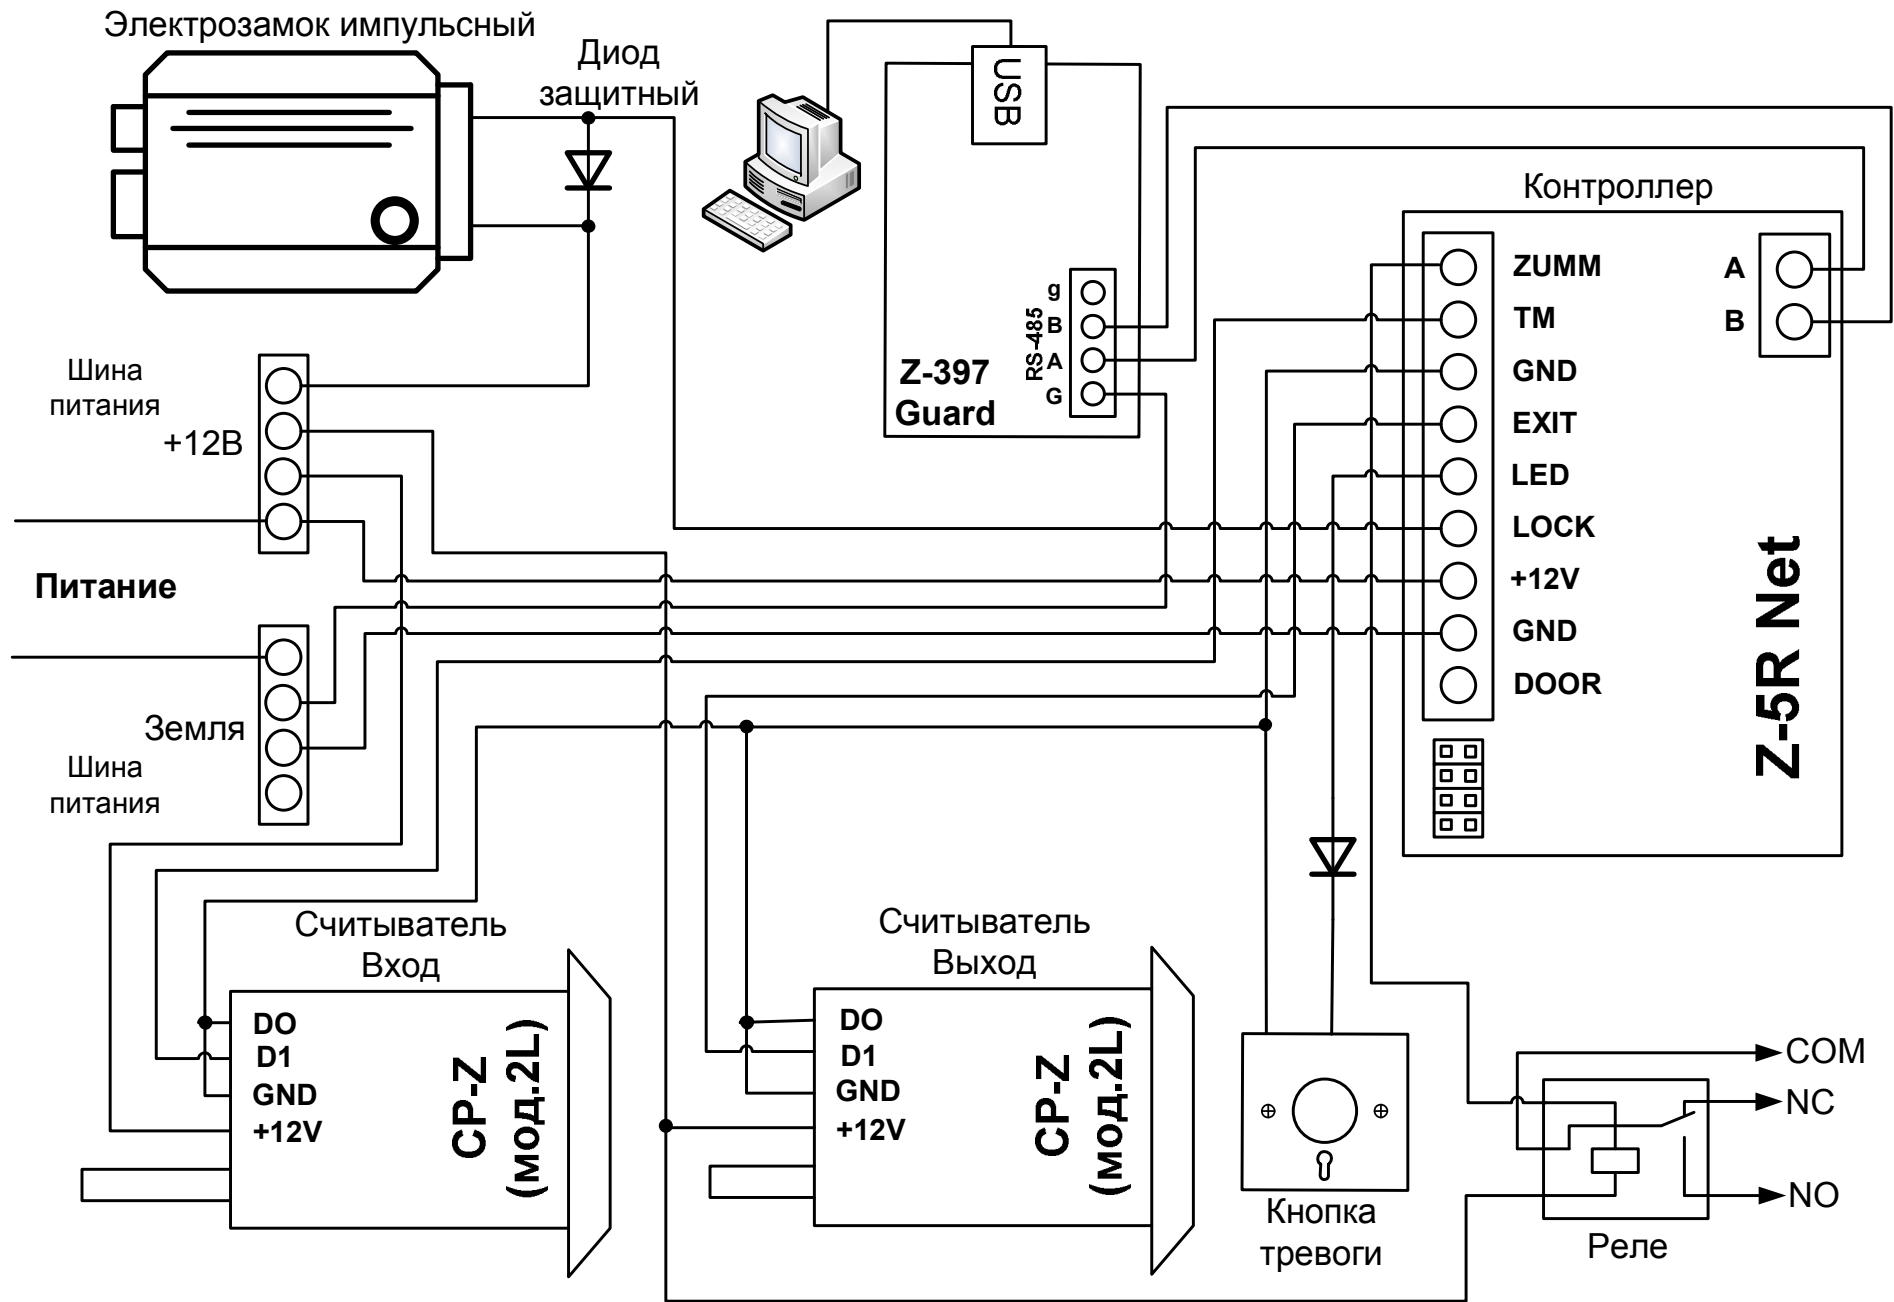 Электрозамок импульсный
Диод
защитный
USB
g
B
A
G
RS-485
Z-397
Guard
Контроллер
ZUMM
TM
GND
EXIT
LED
LOCK
+12V
GND
DOOR
A
B
Z-5R Net
Шина
питания
+12В
Питание
Земля
Шина
питания
Считыватель
Вход
DO
D1
GND
+12V
CP-Z
(мод.2L)
Считыватель
Выход
DO
D1
GND
+12V
CP-Z
(мод.2L)
Кнопка
тревоги
COM
NC
NO
Реле